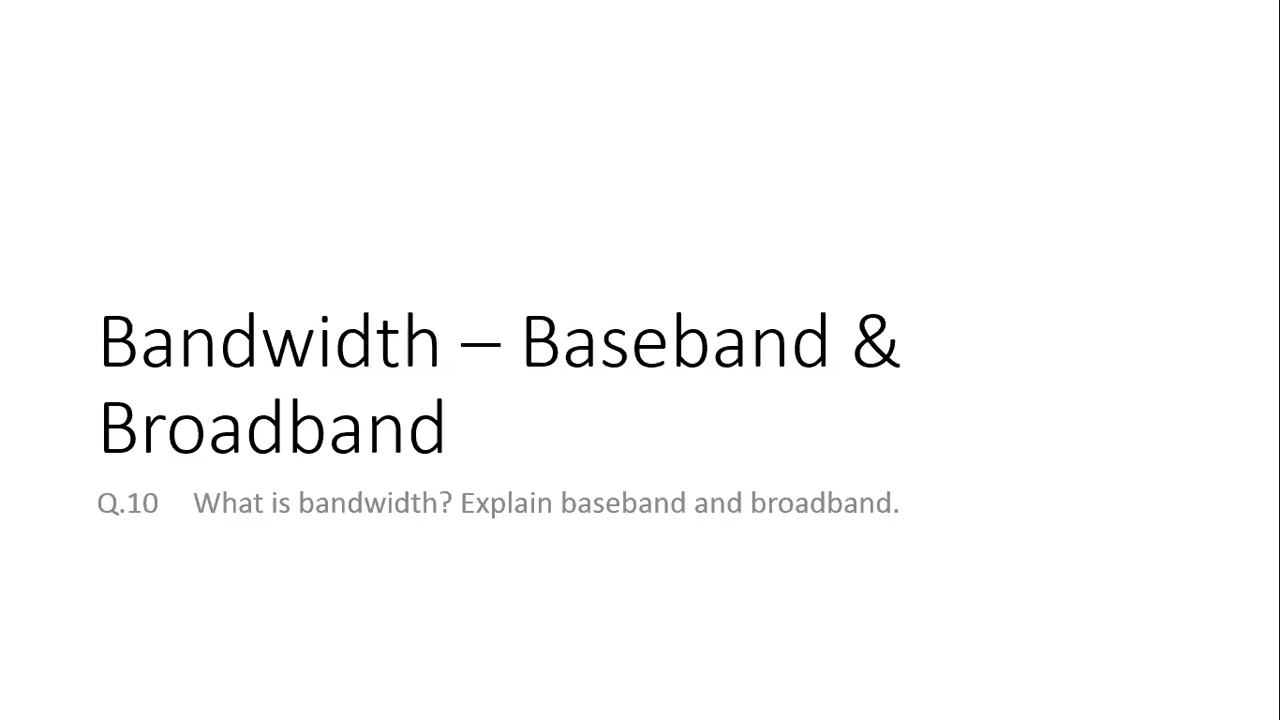 Bandwidth – Baseband &
Broadband
Q.10 What is bandwidth? Explain baseband and broadband.